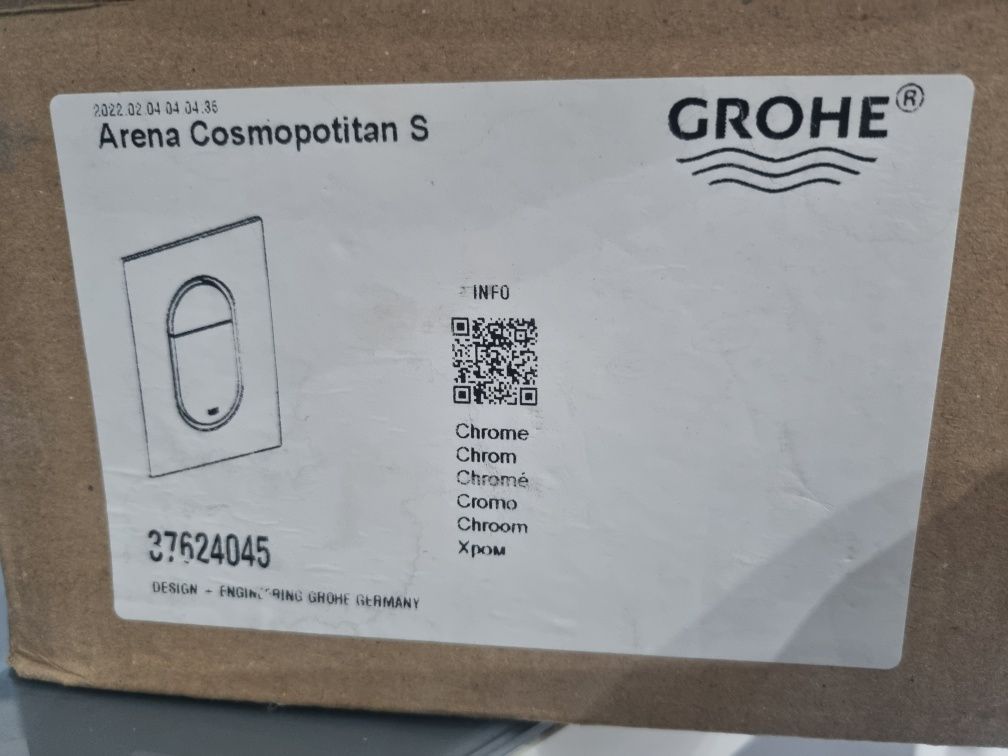 2022.02.04 04 04.36
Arena Cosmopotitan S
GROHE®
INFO
Chrome
Chrom
Chromé
Cromo
Chroom
Хром
37624045
DESIGN + ENGINEERING GROHE GERMANY